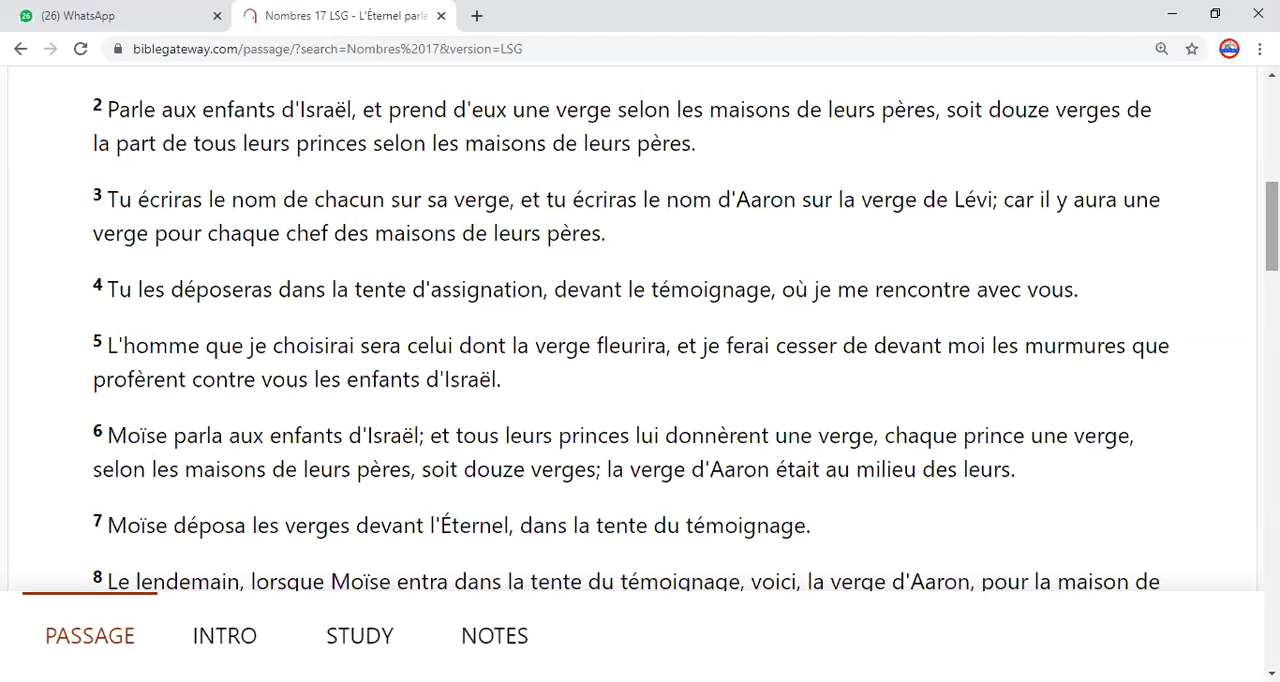 (26) WhatsApp
Nombres 17 LSG - L'Éternel parla
biblegateway.com/passage/?search=Nombres%2017&version=LSG
2 Parle aux enfants d'Israël, et prend d'eux une verge selon les maisons de leurs pères, soit douze verges de
la part de tous leurs princes selon les maisons de leurs pères.
3 Tu écriras le nom de chacun sur sa verge, et tu écriras le nom d'Aaron sur la verge de Lévi; car il y aura une
verge pour chaque chef des maisons de leurs pères.
4 Tu les déposeras dans la tente d'assignation, devant le témoignage, où je me rencontre avec vous.
5 L'homme que je choisirai sera celui dont la verge fleurira, et je ferai cesser de devant moi les murmures que
profèrent contre vous les enfants d'Israël.
6 Moïse parla aux enfants d'Israël; et tous leurs princes lui donnèrent une verge, chaque prince une verge,
selon les maisons de leurs pères, soit douze verges; la verge d'Aaron était au milieu des leurs.
7 Moïse déposa les verges devant l'Éternel, dans la tente du témoignage.
8 Le lendemain, lorsque Moïse entra dans la tente du témoignage, voici, la verge d'Aaron, pour la maison de
PASSAGE INTRO STUDY NOTES